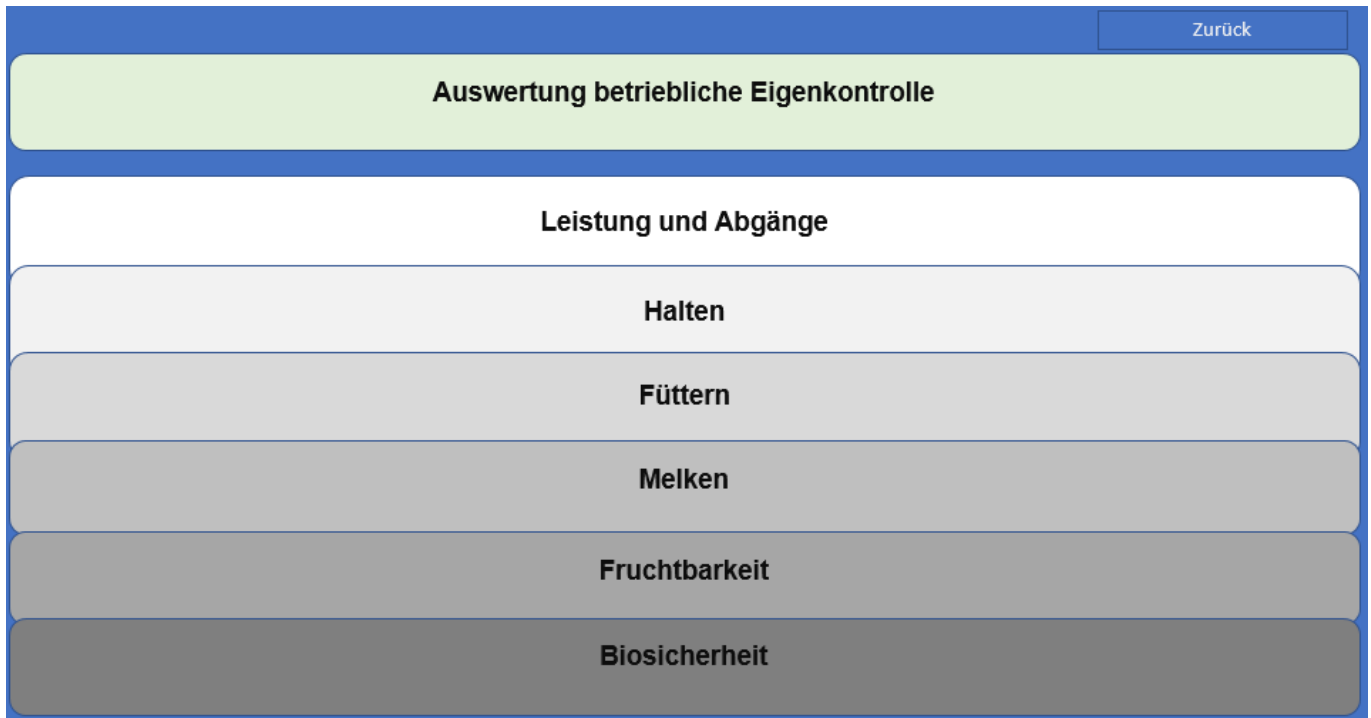 Zurück
Auswertung betriebliche Eigenkontrolle
Leistung und Abgänge
Halten
Füttern
Melken
Fruchtbarkeit
Biosicherheit